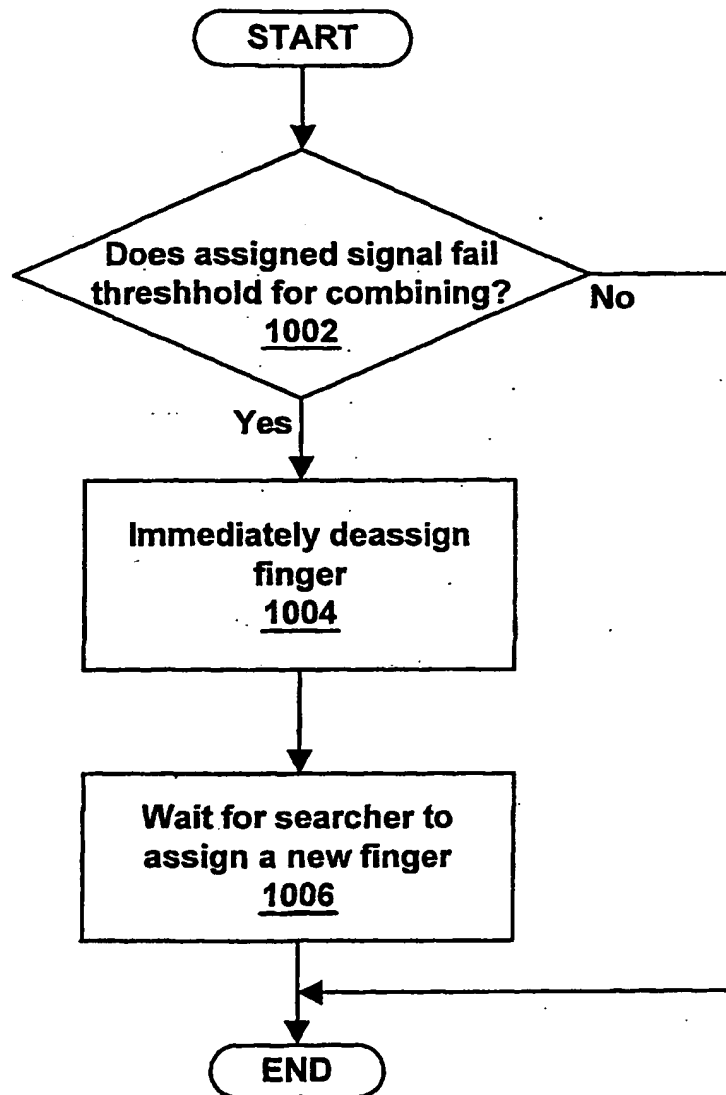 START
Does assigned signal fail
threshhold for combining?
1002
No
Yes
Immediately deassign
finger
1004
Wait for searcher to
assign a new finger
1006
END